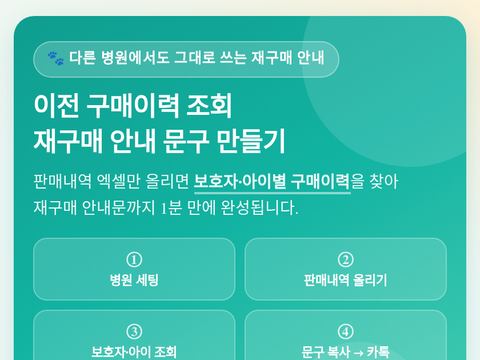 🐾 다른 병원에서도 그대로 쓰는 재구매 안내
이전 구매이력 조회
재구매 안내 문구 만들기
판매내역 엑셀만 올리면 보호자·아이별 구매이력을 찾아
재구매 안내문까지 1분 만에 완성됩니다.
①
병원 세팅
②
판매내역 올리기
③
보호자·아이 조회
④
문구 복사 → 카톡